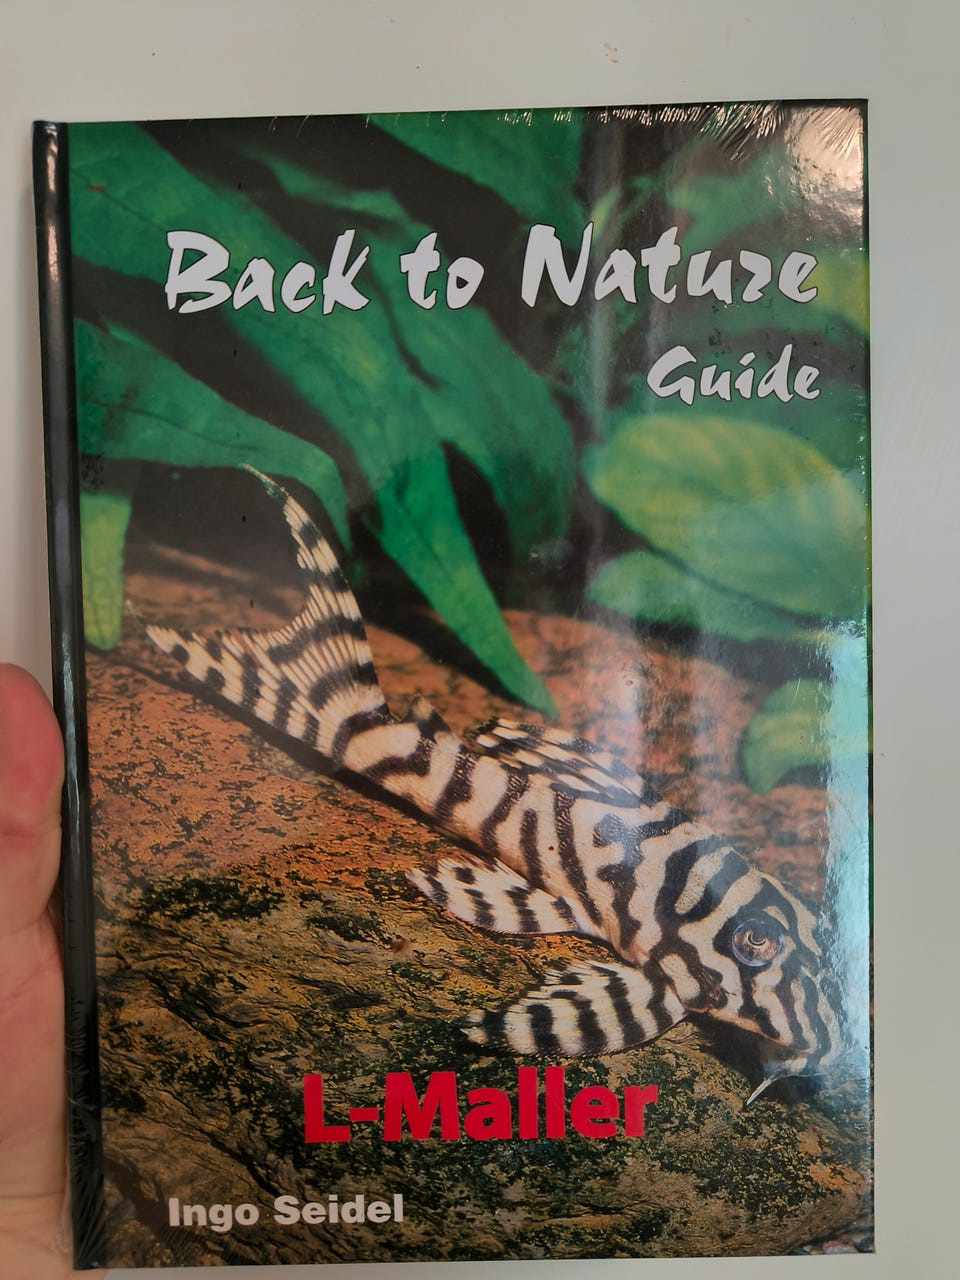 Back to Nature
Guide
L-Maller
Ingo Seidel